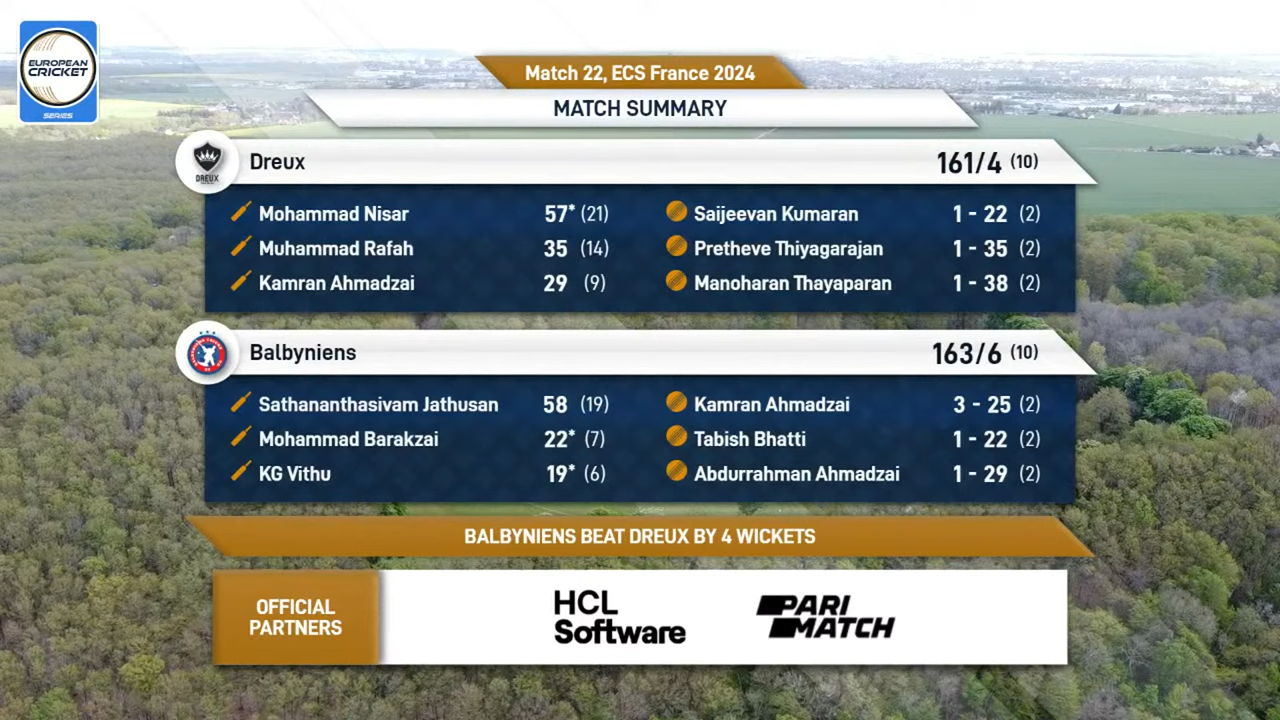 EUROPEAN
CRICKET
SERIES
Match 22, ECS France 2024
MATCH SUMMARY
DREUX
Dreux 161/4 (10)
Mohammad Nisar 57* (21) Saijeevan Kumaran 1 - 22 (2)
Muhammad Rafah 35 (14) Pretheve Thiyagarajan 1 - 35 (2)
Kamran Ahmadzai 29 (9) Manoharan Thayaparan 1 - 38 (2)
Balbyniens 163/6 (10)
Sathananthasivam Jathusan 58 (19) Kamran Ahmadzai 3 - 25 (2)
Mohammad Barakzai 22* (7) Tabish Bhatti 1 - 22 (2)
KG Vithu 19* (6) Abdurrahman Ahmadzai 1 - 29 (2)
BALBYNIENS BEAT DREUX BY 4 WICKETS
OFFICIAL
PARTNERS
HCL
Software
PARI
MATCH